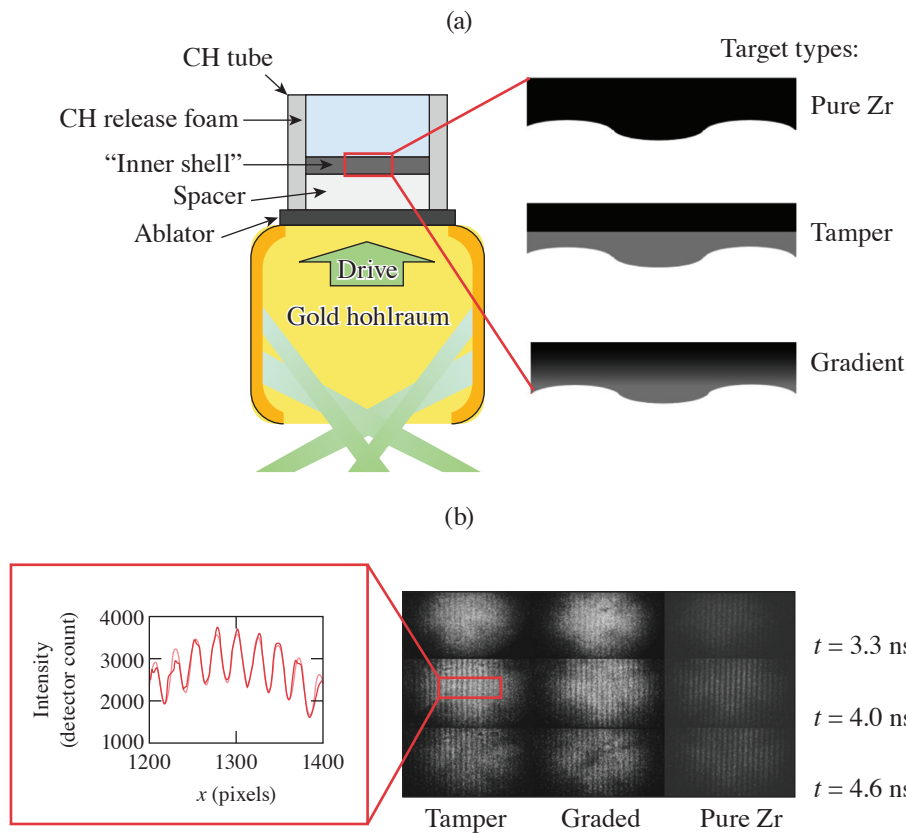 (a)
Target types:
CH tube
CH release foam
“Inner shell”
Spacer
Ablator
Drive
Gold hohlraum
Pure Zr
Tamper
Gradient
(b)
Intensity
(detector count)
4000
3000
2000
1000
1200
1300
1400
x (pixels)
t = 3.3 ns
t = 4.0 ns
t = 4.6 ns
Tamper
Graded
Pure Zr